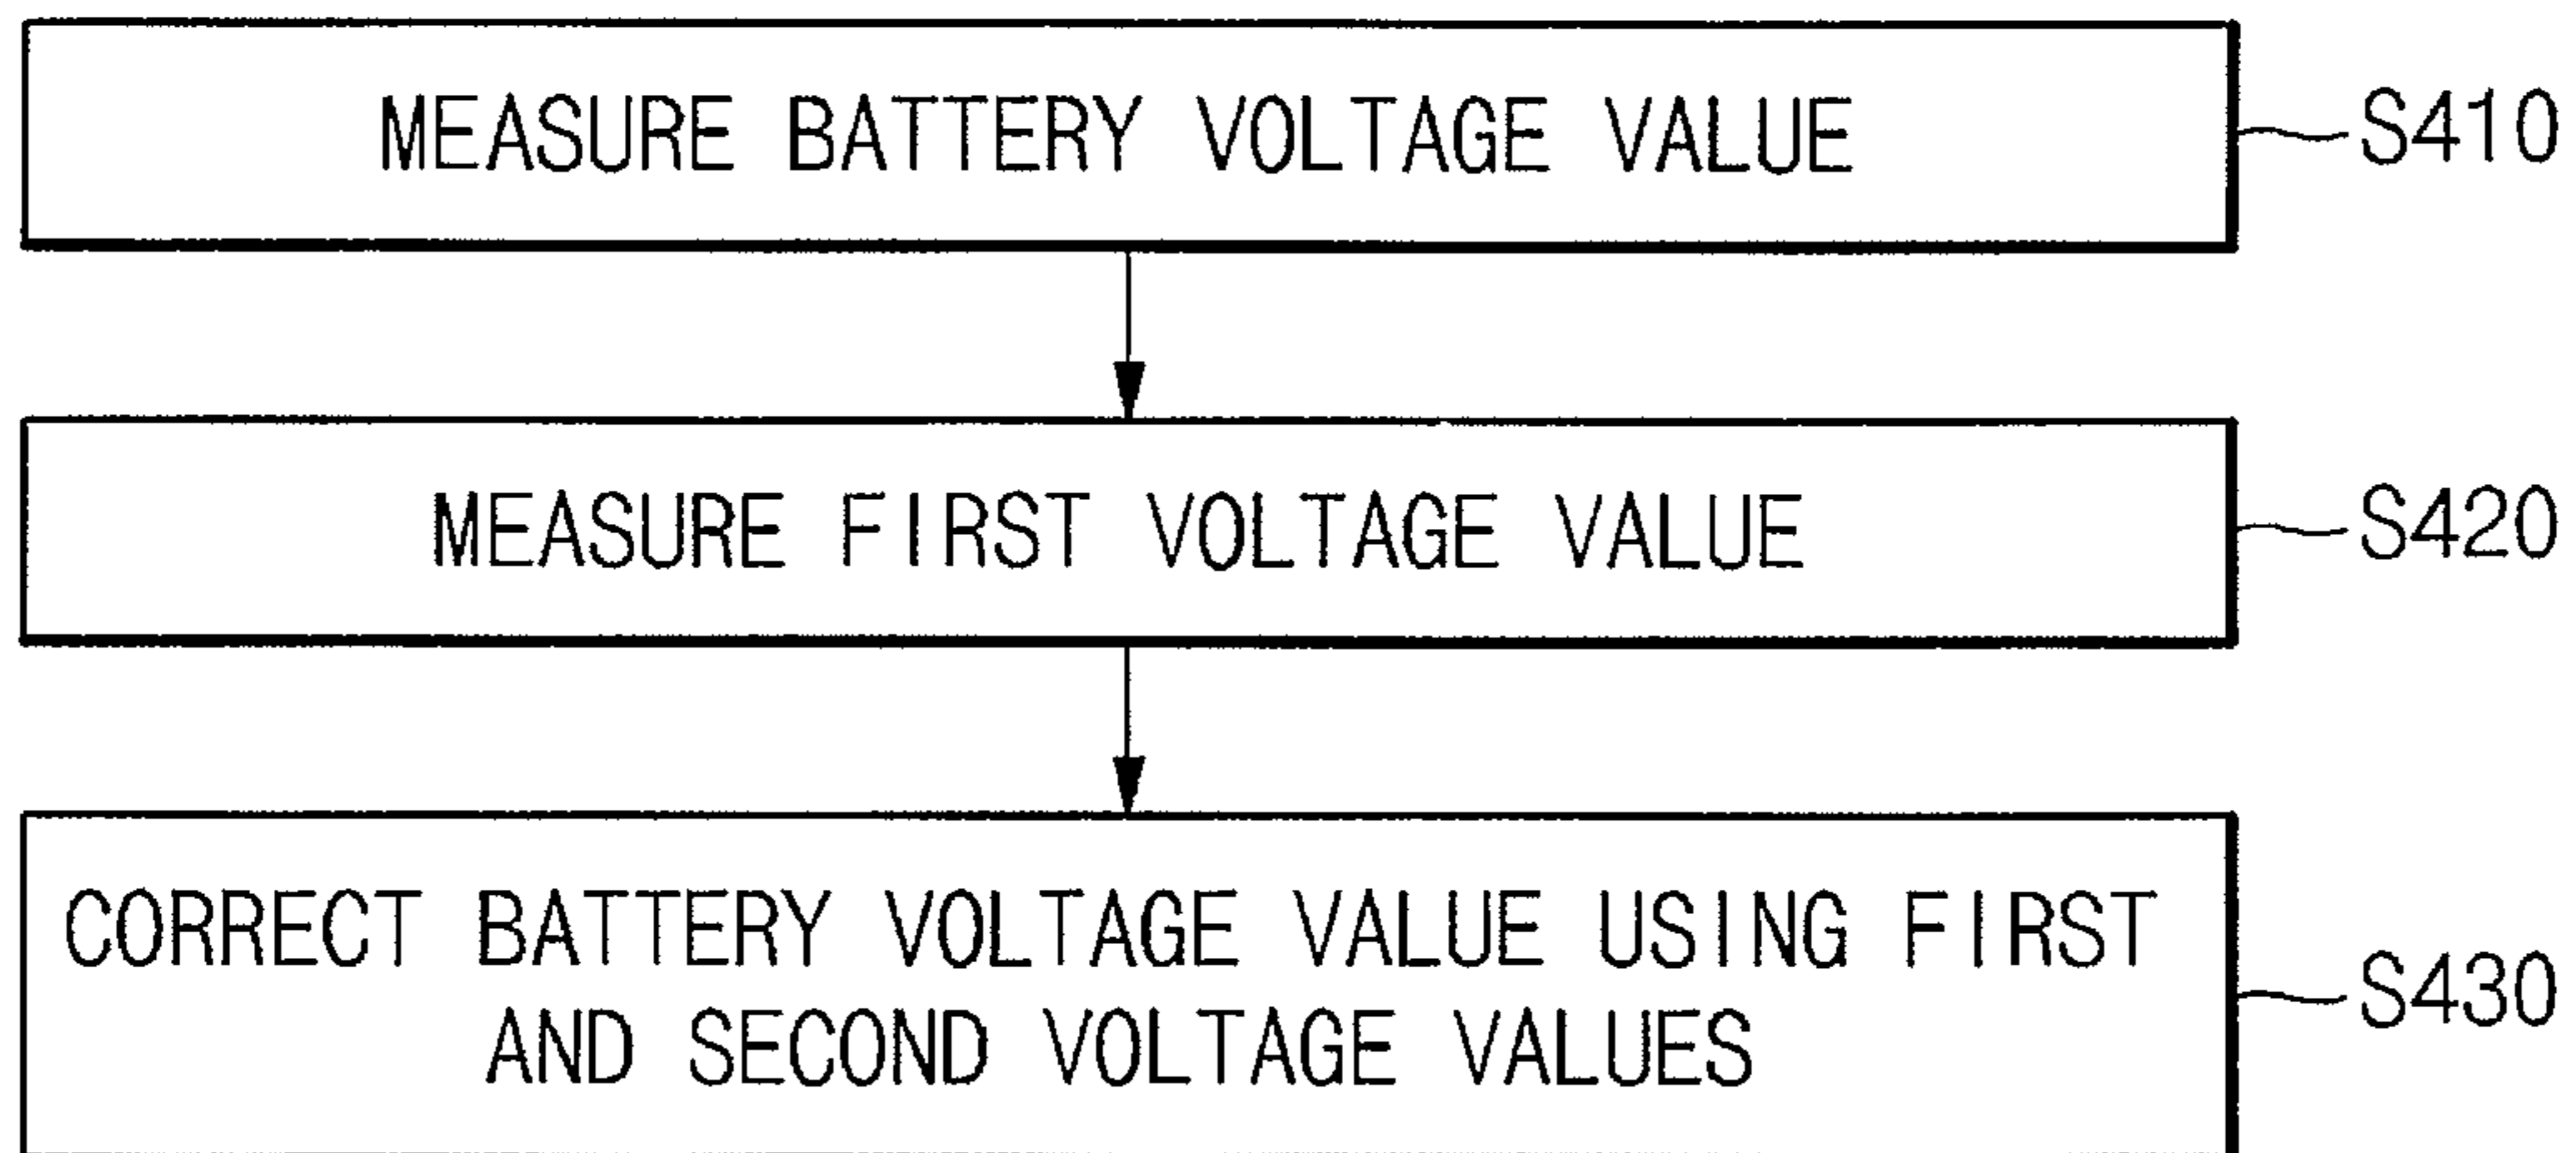 MEASURE BATTERY VOLTAGE VALUE
S410
MEASURE FIRST VOLTAGE VALUE
S420
CORRECT BATTERY VOLTAGE VALUE USING FIRST
AND SECOND VOLTAGE VALUES
S430